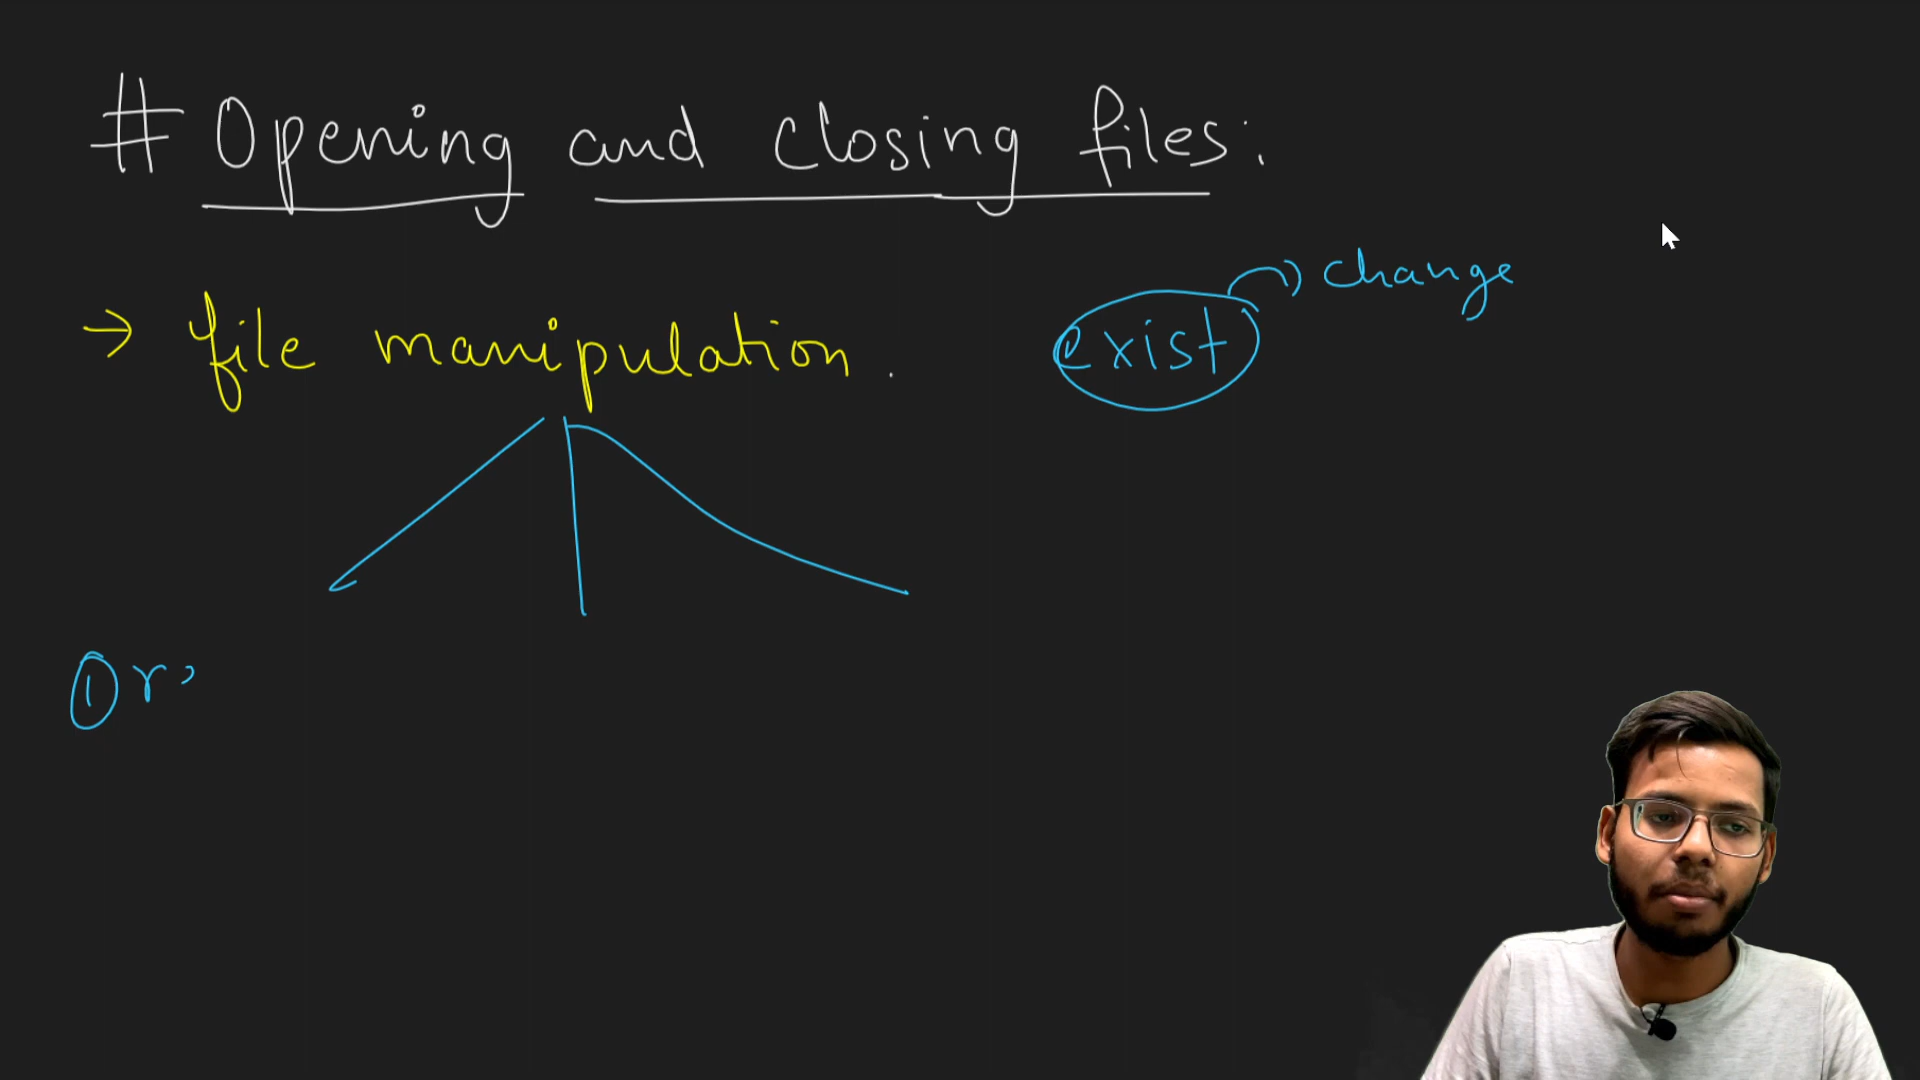 # Opening and closing files:
→ file manipulation.
exist → change
① r,